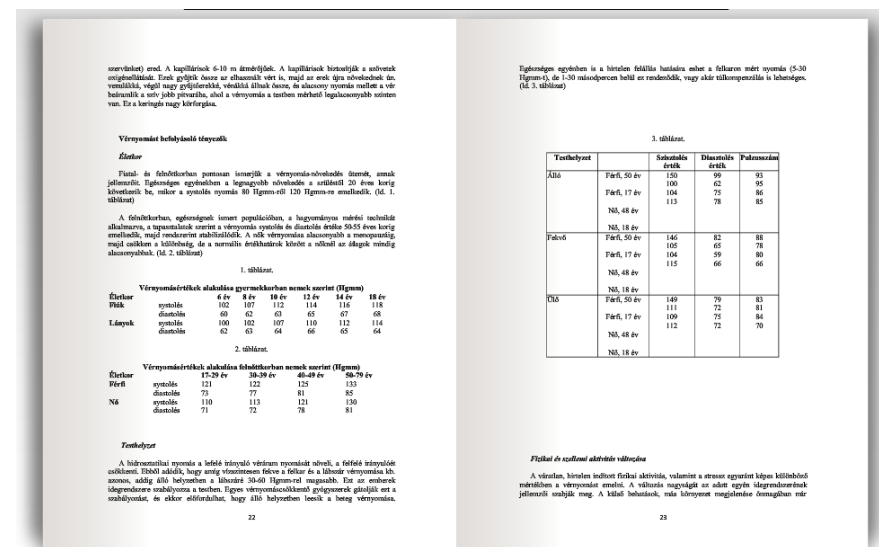 szervünket) ered. A kapillárisok 6-10 m átmérőjűek. A kapillárisok biztosítják a szövetek
oxigénellátását. Ezek gyűjtik össze az elhasznált vért is, majd az erek újra növekednek ún.
venulákká, végül nagy gyűjtőerekké, vénákká állnak össze, és alacsony nyomás mellett a vér
beáramlik a szív jobb pitvarába, ahol a vérnyomás a testben mérhető legalacsonyabb szinten
van. Ez a keringés nagy körforgása.
Vérnyomást befolyásoló tényezők
Életkor
Fiatal- és felnőttkorban pontosan ismerjük a vérnyomás-növekedés ütemét, annak
jellemzőit. Egészséges egyénekben a legnagyobb növekedés a születéstől 20 éves korig
következik be, mikor a systolés nyomás 80 Hgmm-ről 120 Hgmm-re emelkedik. (ld. 1.
táblázat)
A felnőttkorban, egészségnek ismert populációban, a hagyományos mérési technikát
alkalmazva, a tapasztalatok szerint a vérnyomás systolés és diastolés értéke 50-55 éves korig
emelkedik, majd rendszerint stabilizálódik. A nők vérnyomása alacsonyabb a menopauzáig,
majd csökken a különbség, de a normális értékhatárok között a nőknél az átlagok mindig
alacsonyabbak. (ld. 2. táblázat)
1. táblázat.
Vérnyomásértékek alakulása gyermekkorban nemek szerint (Hgmm)
Életkor 6 év 8 év 10 év 12 év 14 év 18 év
Fiúk systolés 102 107 112 114 116 118
diastolés 60 62 63 65 67 68
Lányok systolés 100 102 107 110 112 114
diastolés 62 63 64 66 65 64
2. táblázat.
Vérnyomásértékek alakulása felnőttkorban nemek szerint (Hgmm)
Életkor 17-29 év 30-39 év 40-49 év 50-79 év
Férfi systolés 121 122 125 133
diastolés 73 77 81 85
Nő systolés 110 113 121 130
diastolés 71 72 78 81
Testhelyzet
A hidrosztatikai nyomás a lefelé irányuló véráram nyomását növeli, a felfelé irányulóét
csökkenti. Ebből adódik, hogy amíg vízszintesen fekve a felkar és a lábszár vérnyomása kb.
azonos, addig álló helyzetben a lábszáré 30-60 Hgmm-rel magasabb. Ezt az emberek
idegrendszere szabályozza a testben. Egyes vérnyomáscsökkentő gyógyszerek gátolják ezt a
szabályozást, és ekkor előfordulhat, hogy álló helyzetben leesik a beteg vérnyomása.
22
Egészséges egyénben is a hirtelen felállás hatására eshet a felkaron mért nyomás (5-30
Hgmm-t), de 1-30 másodpercen belül ez rendeződik, vagy akár túlkompenzálás is lehetséges.
(ld. 3. táblázat)
3. táblázat.
Testhelyzet Szisztolés érték Diasztolés érték Pulzusszám
Álló Férfi, 50 év 150 99 93
100 62 95
Férfi, 17 év 104 75 86
113 78 85
Nő, 48 év
Nő, 18 év
Fekvő Férfi, 50 év 146 82 88
105 65 78
Férfi, 17 év 104 59 80
115 66 66
Nő, 48 év
Nő, 18 év
Ülő Férfi, 50 év 149 79 83
111 72 81
Férfi, 17 év 109 75 84
112 72 70
Nő, 48 év
Nő, 18 év
Fizikai és szellemi aktivitás változása
A váratlan, hirtelen indított fizikai aktivitás, valamint a stressz egyaránt képes különböző
mértékben a vérnyomást emelni. A változás nagyságát az adott egyén idegrendszerének
jellemzői szabják meg. A külső behatások, más környezet megjelenése önmagában már
23